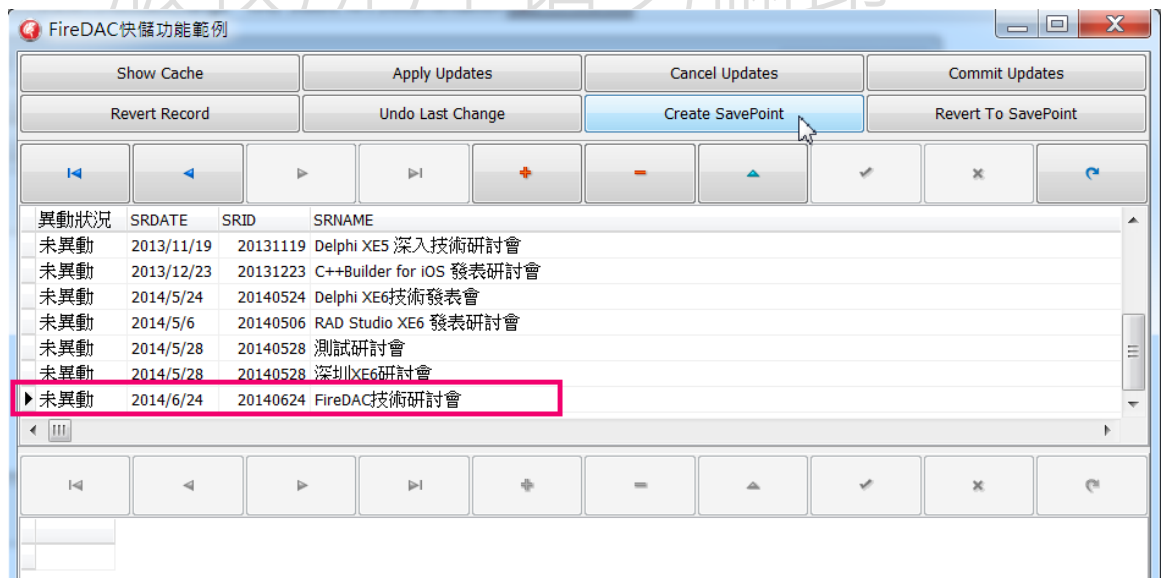 FireDAC快儲功能範例
Show Cache Apply Updates Cancel Updates Commit Updates
Revert Record Undo Last Change Create SavePoint Revert To SavePoint
異動狀況 SRDATE SRID SRNAME
未異動 2013/11/19 20131119 Delphi XE5 深入技術研討會
未異動 2013/12/23 20131223 C++Builder for iOS 發表研討會
未異動 2014/5/24 20140524 Delphi XE6技術發表會
未異動 2014/5/6 20140506 RAD Studio XE6 發表研討會
未異動 2014/5/28 20140528 測試研討會
未異動 2014/5/28 20140528 深圳XE6研討會
未異動 2014/6/24 20140624 FireDAC技術研討會